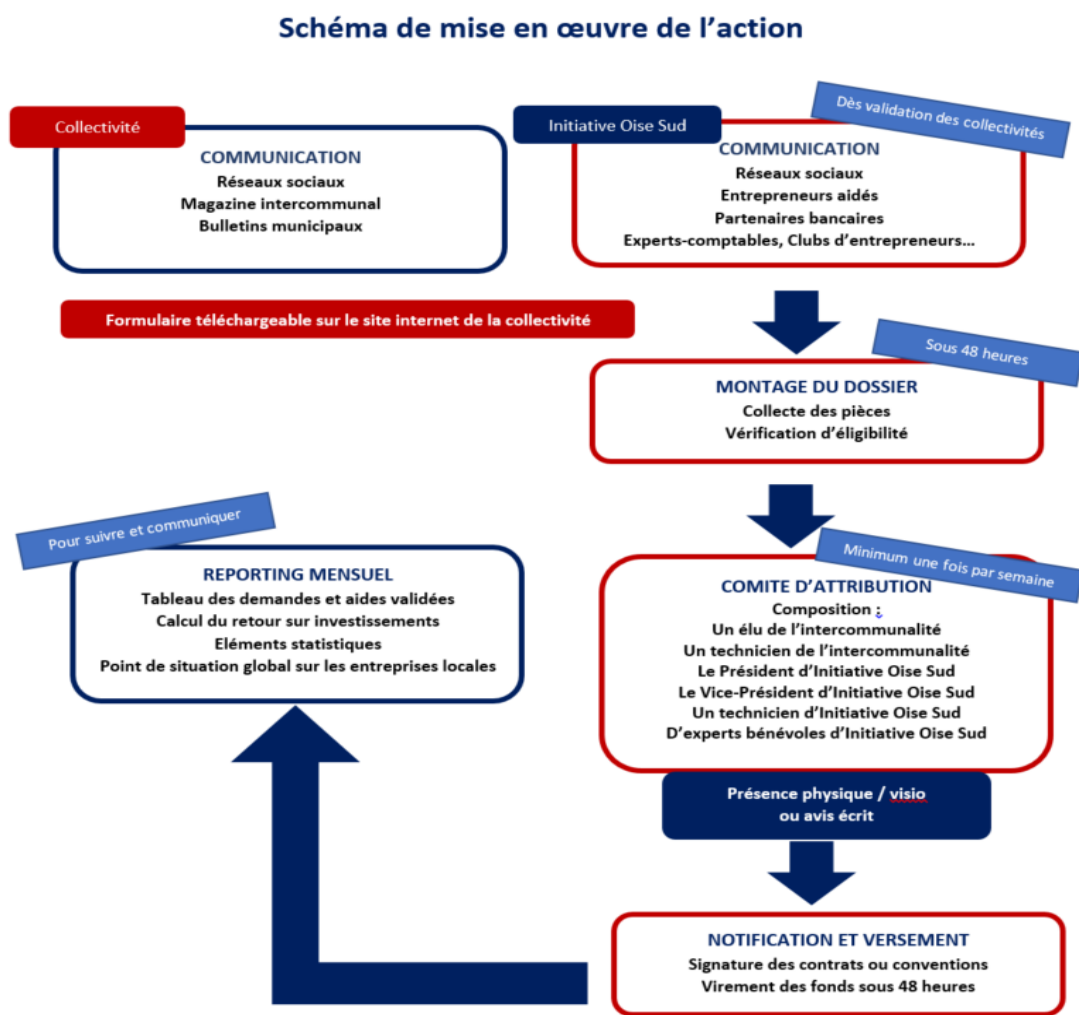 Schéma de mise en œuvre de l'action
Collectivité
COMMUNICATION
Réseaux sociaux
Magazine intercommunal
Bulletins municipaux
Initiative Oise Sud
Dès validation des collectivités
COMMUNICATION
Réseaux sociaux
Entrepreneurs aidés
Partenaires bancaires
Experts-comptables, Clubs d'entrepreneurs...
Formulaire téléchargeable sur le site internet de la collectivité
Sous 48 heures
MONTAGE DU DOSSIER
Collecte des pièces
Vérification d'éligibilité
Minimum une fois par semaine
COMITE D'ATTRIBUTION
Composition :
Un élu de l'intercommunalité
Un technicien de l'intercommunalité
Le Président d'Initiative Oise Sud
Le Vice-Président d'Initiative Oise Sud
Un technicien d'Initiative Oise Sud
D'experts bénévoles d'Initiative Oise Sud
Présence physique / visio
ou avis écrit
NOTIFICATION ET VERSEMENT
Signature des contrats ou conventions
Virement des fonds sous 48 heures
Pour suivre et communiquer
REPORTING MENSUEL
Tableau des demandes et aides validées
Calcul du retour sur investissements
Eléments statistiques
Point de situation global sur les entreprises locales